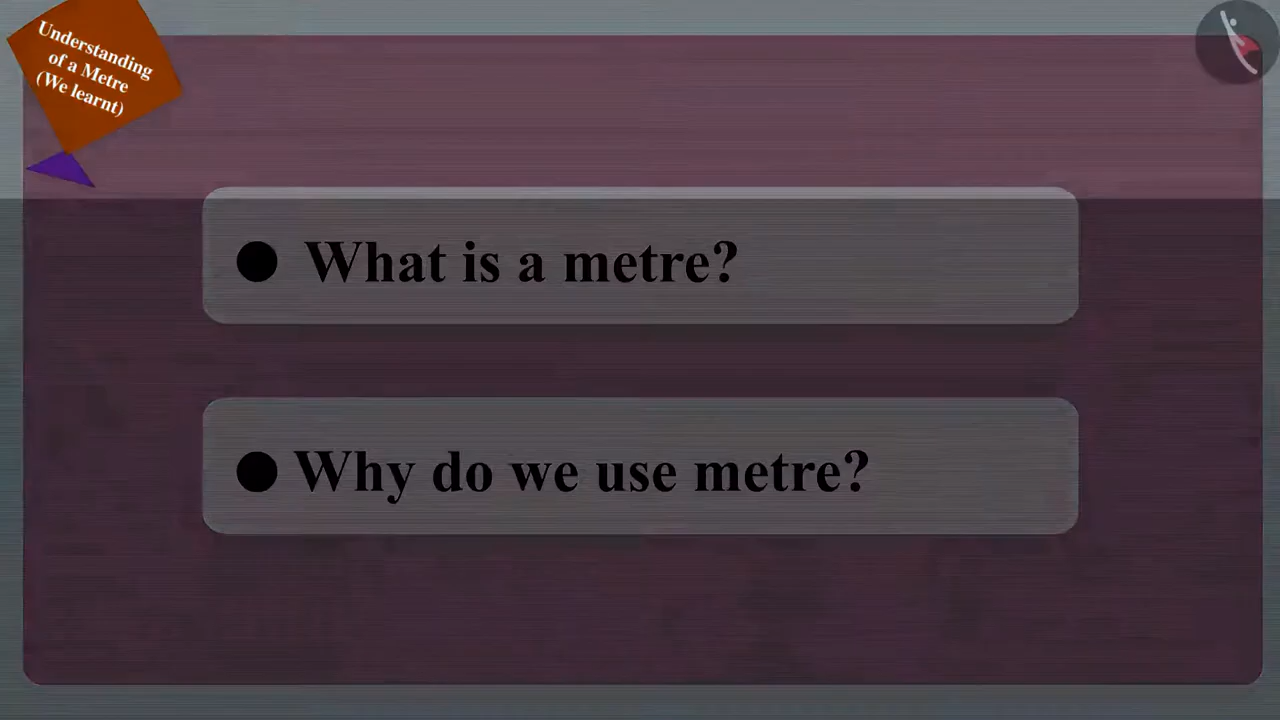 Understanding
of a Metre
(We learnt)
● What is a metre?
● Why do we use metre?